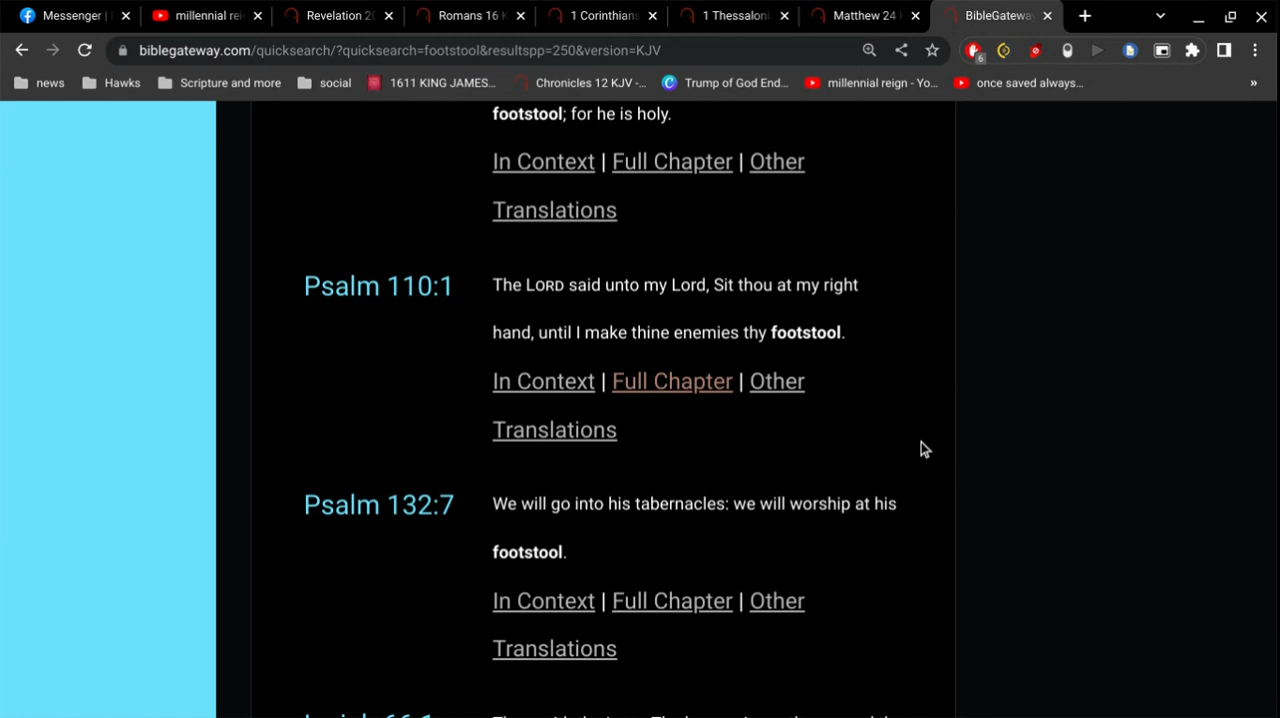 Messenger |
millennial rei
Revelation 2
Romans 16 K
1 Corinthians
1 Thessaloni
Matthew 24
BibleGatewa
biblegateway.com/quicksearch/?quicksearch=footstool&resultspp=250&version=KJV
6
news
Hawks
Scripture and more
social
1611 KING JAMES...
Chronicles 12 KJV -...
Trump of God End...
millennial reign - Yo...
once saved always...
»
footstool; for he is holy.
In Context | Full Chapter | Other
Translations
Psalm 110:1
The LORD said unto my Lord, Sit thou at my right
hand, until I make thine enemies thy footstool.
In Context | Full Chapter | Other
Translations
Psalm 132:7
We will go into his tabernacles: we will worship at his
footstool.
In Context | Full Chapter | Other
Translations